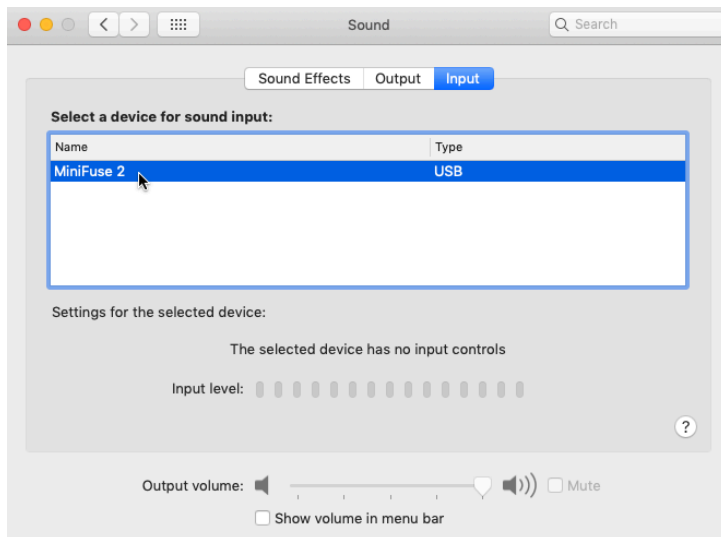 Sound
Search
Sound Effects Output Input
Select a device for sound input:
Name Type
MiniFuse 2 USB
Settings for the selected device:
The selected device has no input controls
Input level:
?
Output volume: Mute
Show volume in menu bar